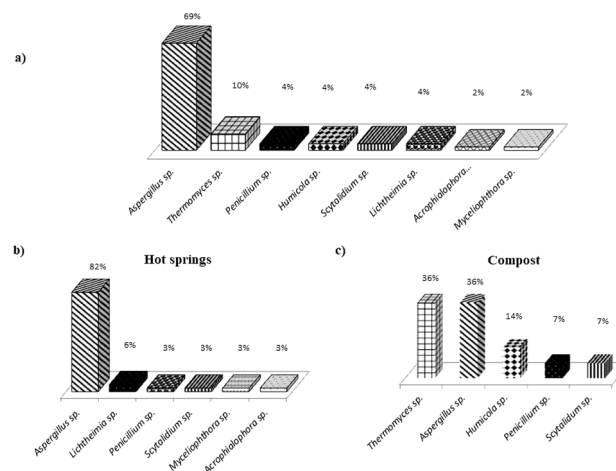 a)
69%
10%
4%
4%
4%
4%
2%
2%
Aspergillus sp.
Thermomyces sp.
Penicillium sp.
Humicola sp.
Scytalidium sp.
Lichtheimia sp.
Acrophialophora...
Myceliophthora sp.
b)
Hot springs
82%
6%
3%
3%
3%
3%
Aspergillus sp.
Lichtheimia sp.
Penicillium sp.
Scytalidium sp.
Myceliophthora sp.
Acrophialophora sp.
c)
Compost
36%
36%
14%
7%
7%
Thermomyces sp.
Aspergillus sp.
Humicola sp.
Penicillium sp.
Scytalidum sp.